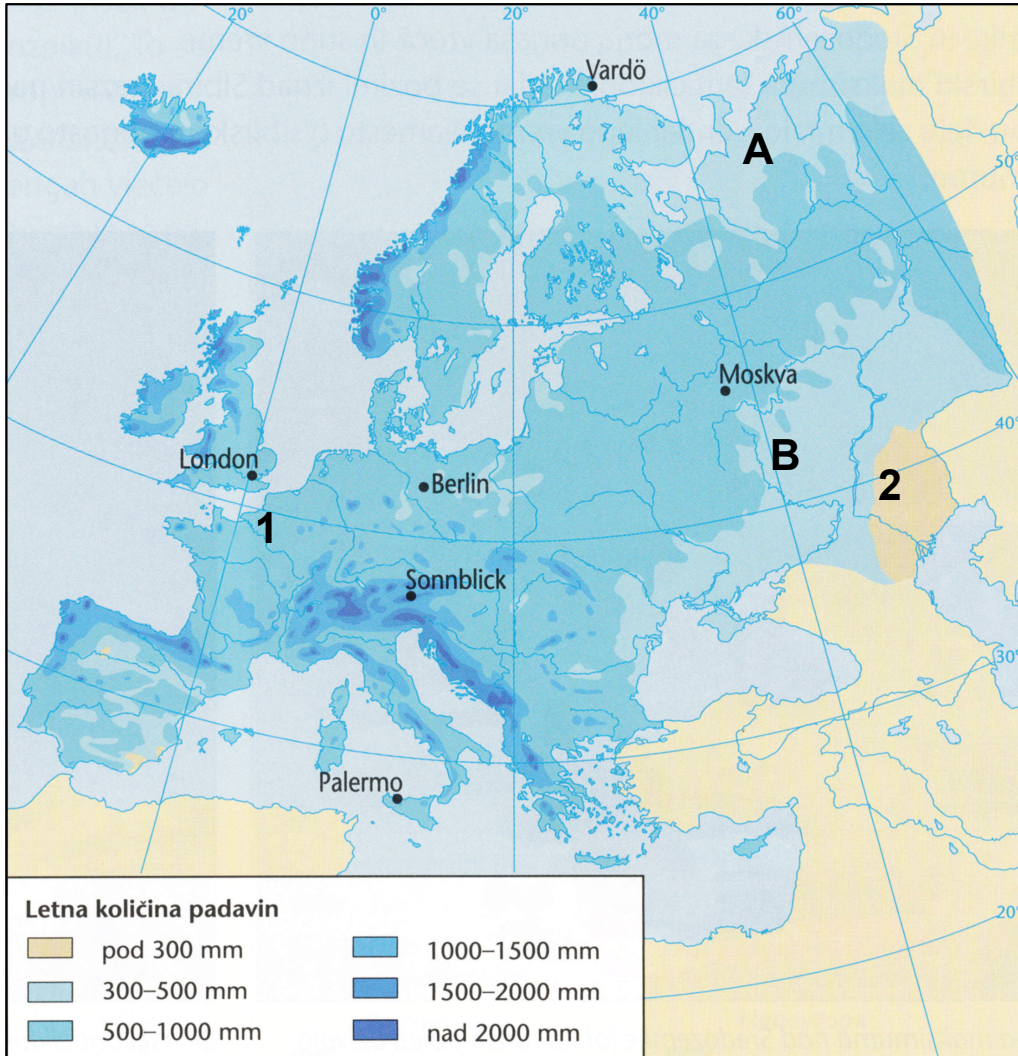 20°
0°
20°
40°
60°
Vardö
A
50°
Moskva
40°
London
Berlin
B
2
1
Sonnblick
30°
Palermo
20°
Letna količina padavin
pod 300 mm
300–500 mm
500–1000 mm
1000–1500 mm
1500–2000 mm
nad 2000 mm